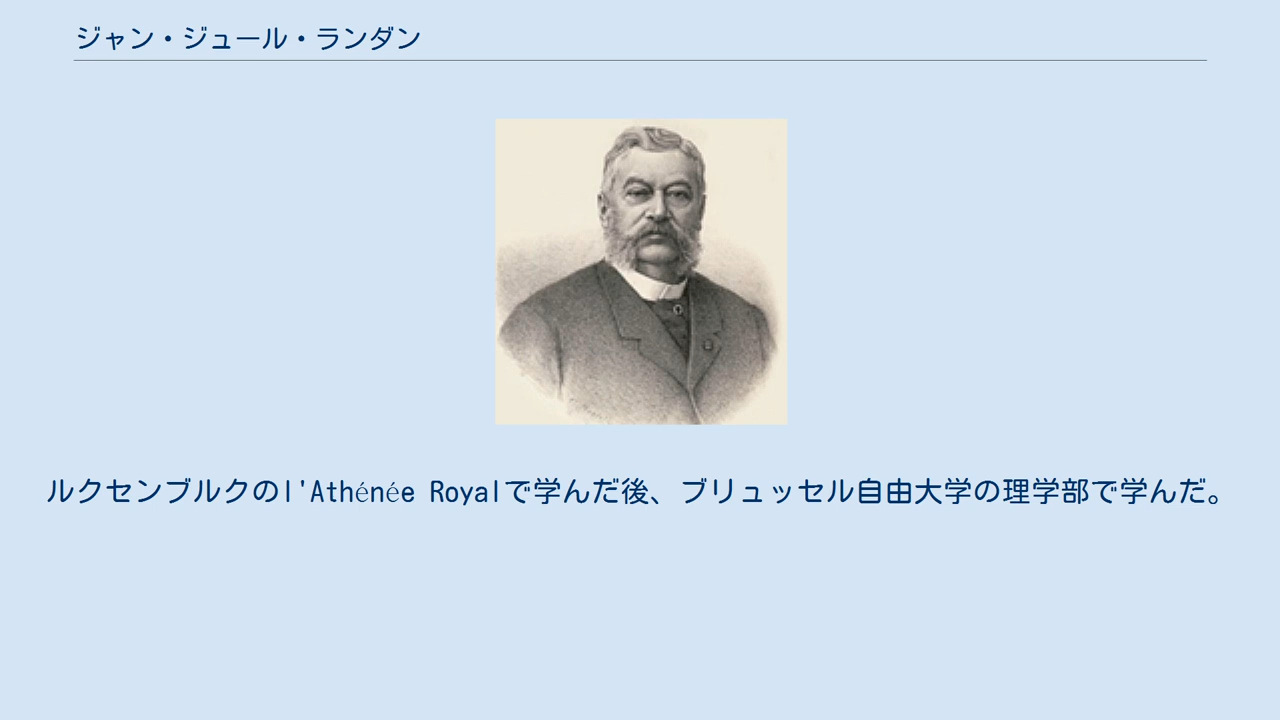 ジャン・ジュール・ランダン
ルクセンブルクのl'Athénée Royalで学んだ後、ブリュッセル自由大学の理学部で学んだ。